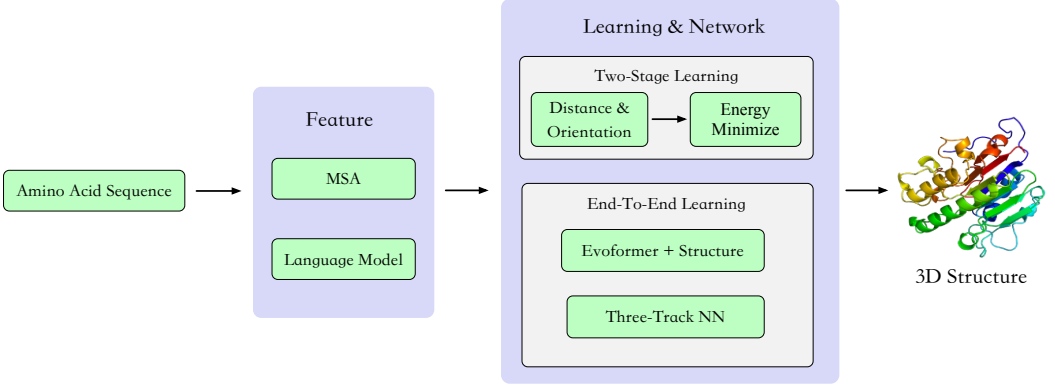 Amino Acid Sequence
Feature
MSA
Language Model
Learning & Network
Two-Stage Learning
Distance &
Orientation
Energy
Minimize
End-To-End Learning
Evoformer + Structure
Three-Track NN
3D Structure